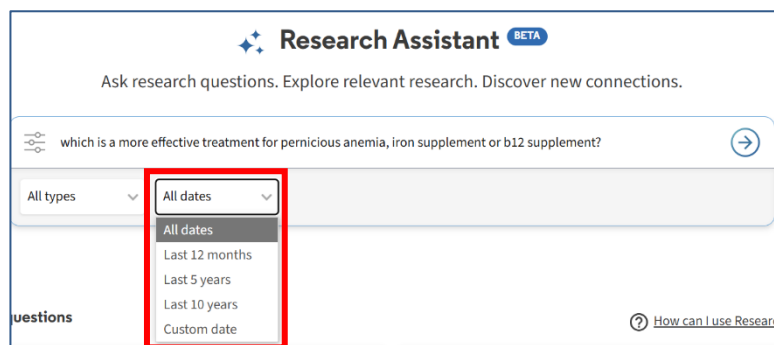 Research Assistant BETA
Ask research questions. Explore relevant research. Discover new connections.
which is a more effective treatment for pernicious anemia, iron supplement or b12 supplement?
All types
All dates
All dates
Last 12 months
Last 5 years
Last 10 years
Custom date
uestions
How can I use Resear